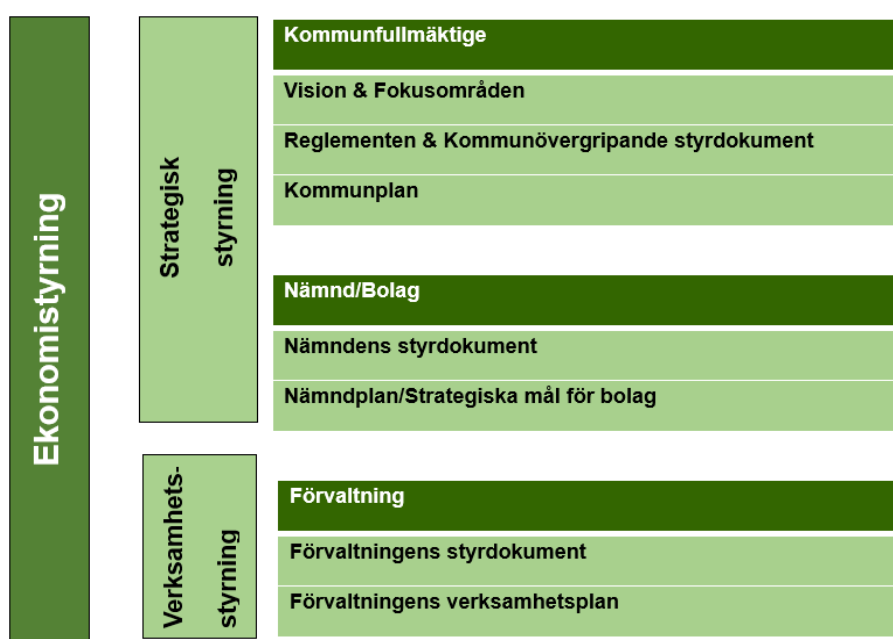 Ekonomistyrning
Strategisk
styrning
Kommunfullmäktige
Vision & Fokusområden
Reglementen & Kommunövergripande styrdokument
Kommunplan
Nämnd/Bolag
Nämndens styrdokument
Nämndplan/Strategiska mål för bolag
Verksamhets-
styrning
Förvaltning
Förvaltningens styrdokument
Förvaltningens verksamhetsplan